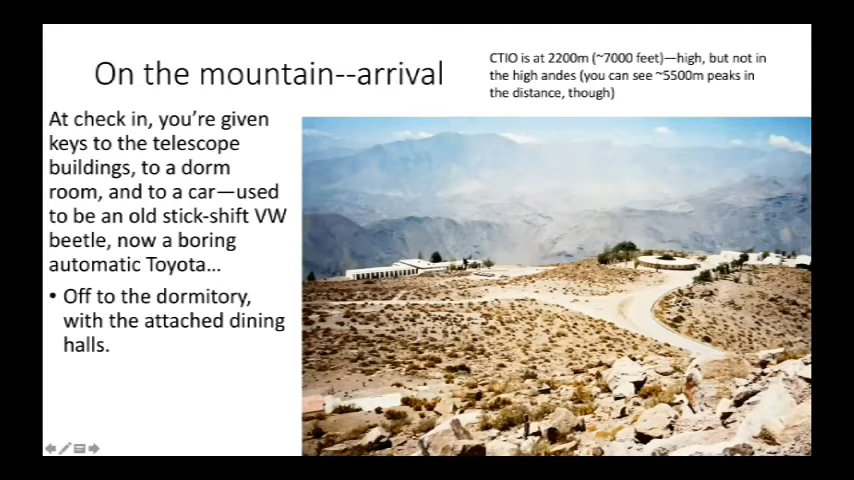 On the mountain--arrival
CTIO is at 2200m (~7000 feet)—high, but not in
the high andes (you can see ~5500m peaks in
the distance, though)
At check in, you’re given
keys to the telescope
buildings, to a dorm
room, and to a car—used
to be an old stick-shift VW
beetle, now a boring
automatic Toyota…
• Off to the dormitory,
with the attached dining
halls.